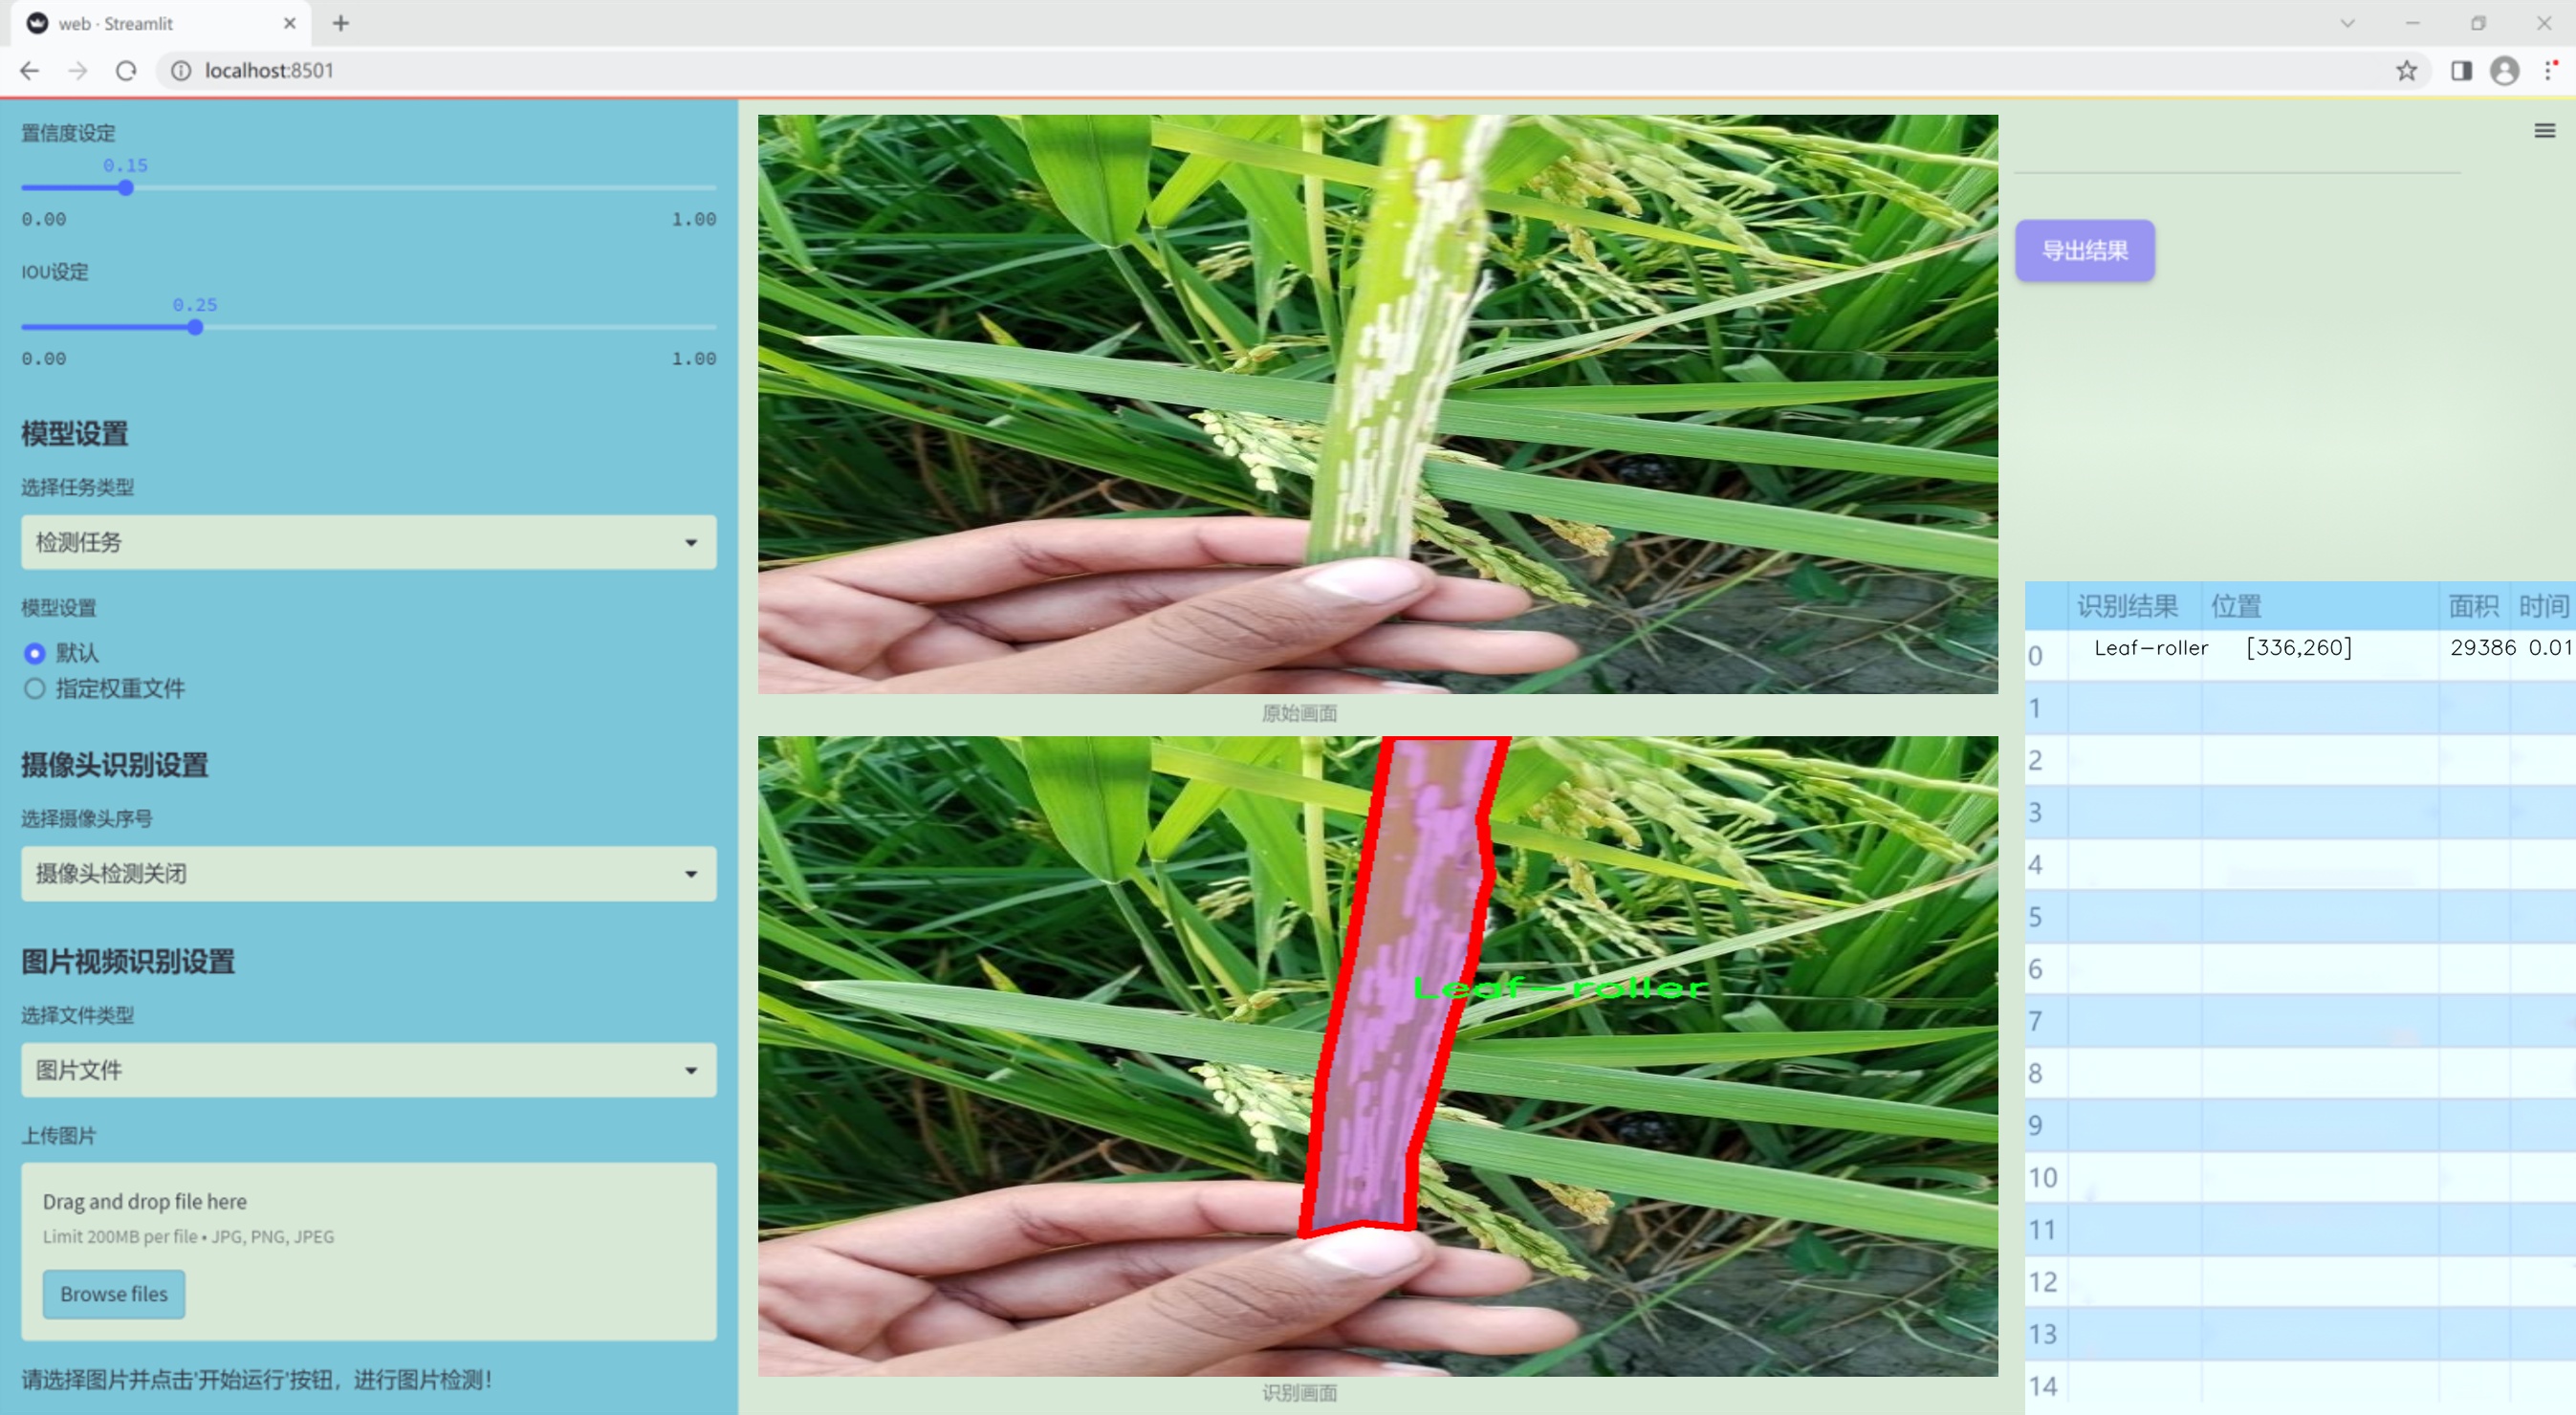 web · Streamlit
localhost:8501
置信度设定
0.15
0.00 1.00
IOU设定
0.25
0.00 1.00
模型设置
选择任务类型
检测任务
模型设置
默认
指定权重文件
摄像头识别设置
选择摄像头序号
摄像头检测关闭
图片视频识别设置
选择文件类型
图片文件
上传图片
Drag and drop file here
Limit 200MB per file • JPG, PNG, JPEG
Browse files
请选择图片并点击'开始运行'按钮，进行图片检测！
原始画面
Leaf-roller
识别画面
导出结果
识别结果 位置 面积 时间
0 Leaf-roller [336,260] 29386 0.01
1
2
3
4
5
6
7
8
9
10
11
12
13
14